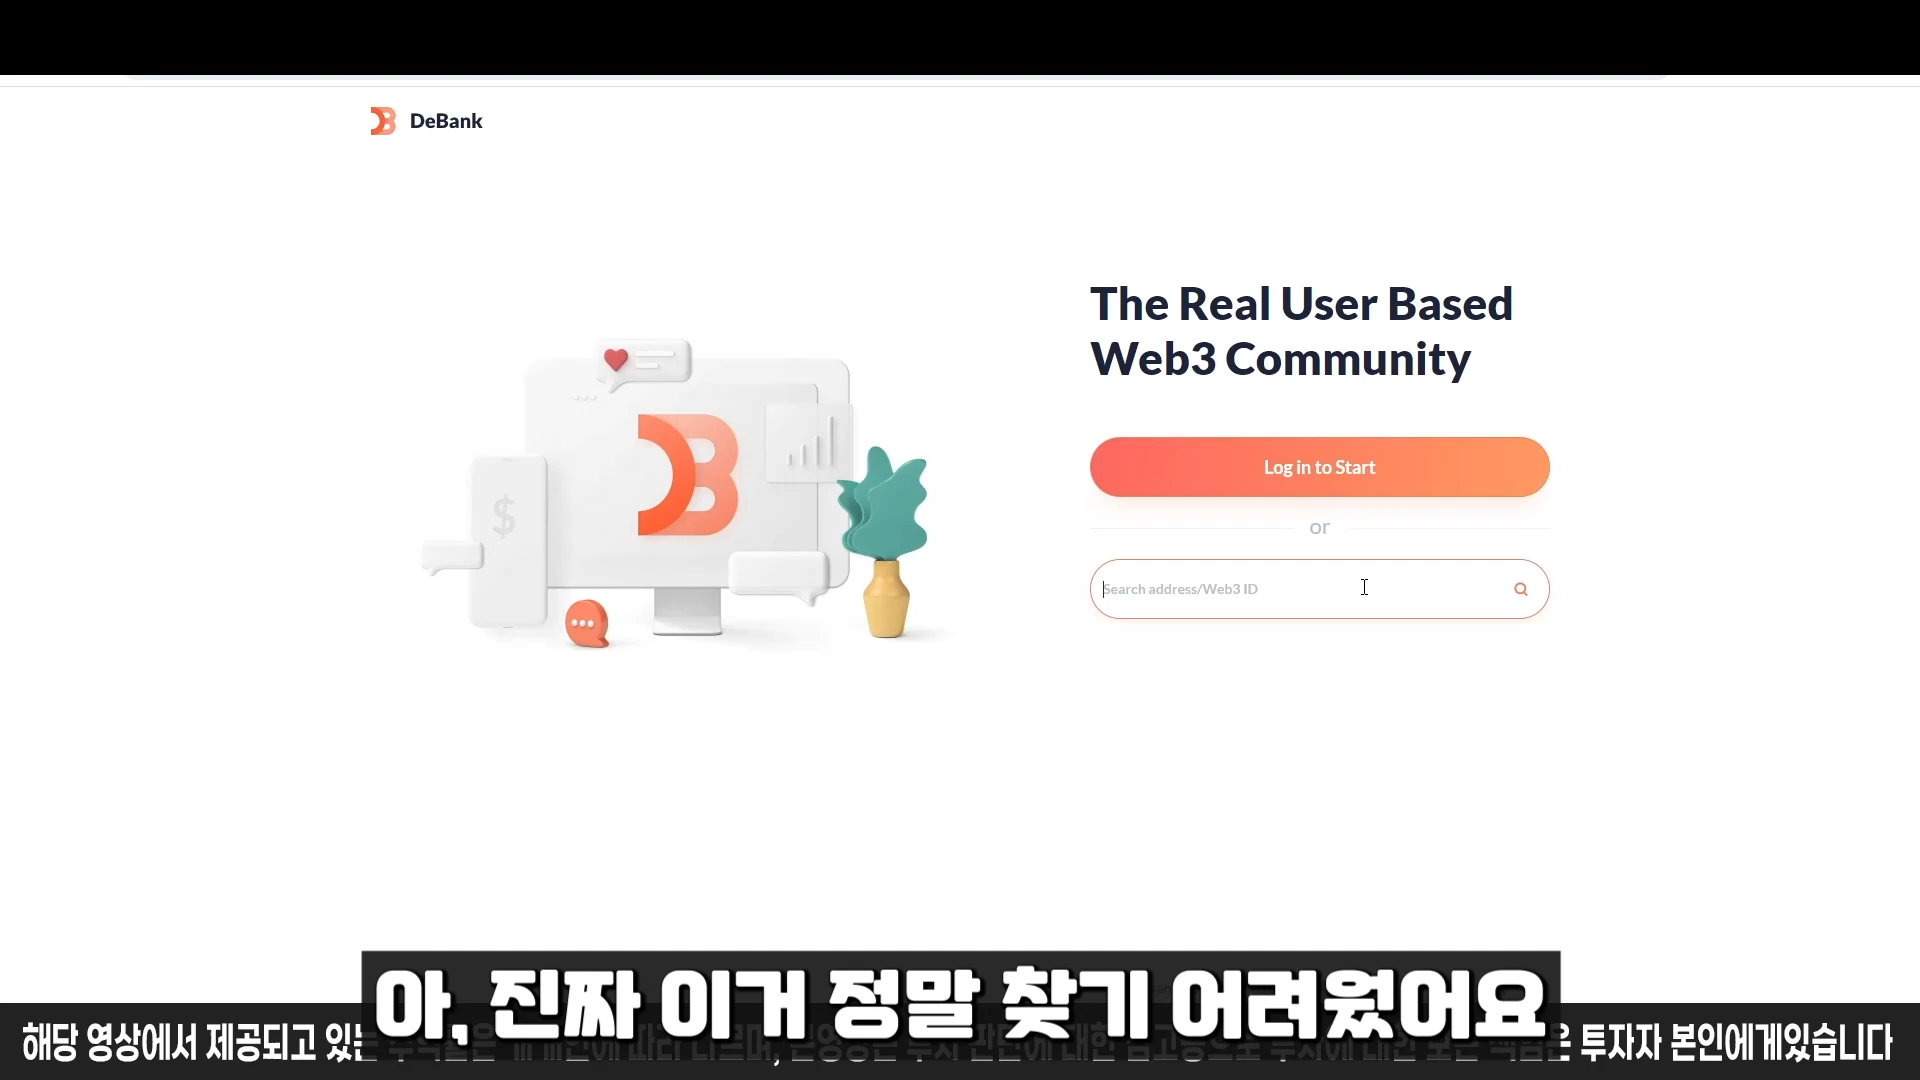 DeBank
The Real User Based
Web3 Community
Log in to Start
or
Search address/Web3 ID
$
아, 진짜 이거 정말 찾기 어려웠어요
해당 영상에서 제공되고 있는 투자자 본인에게있습니다